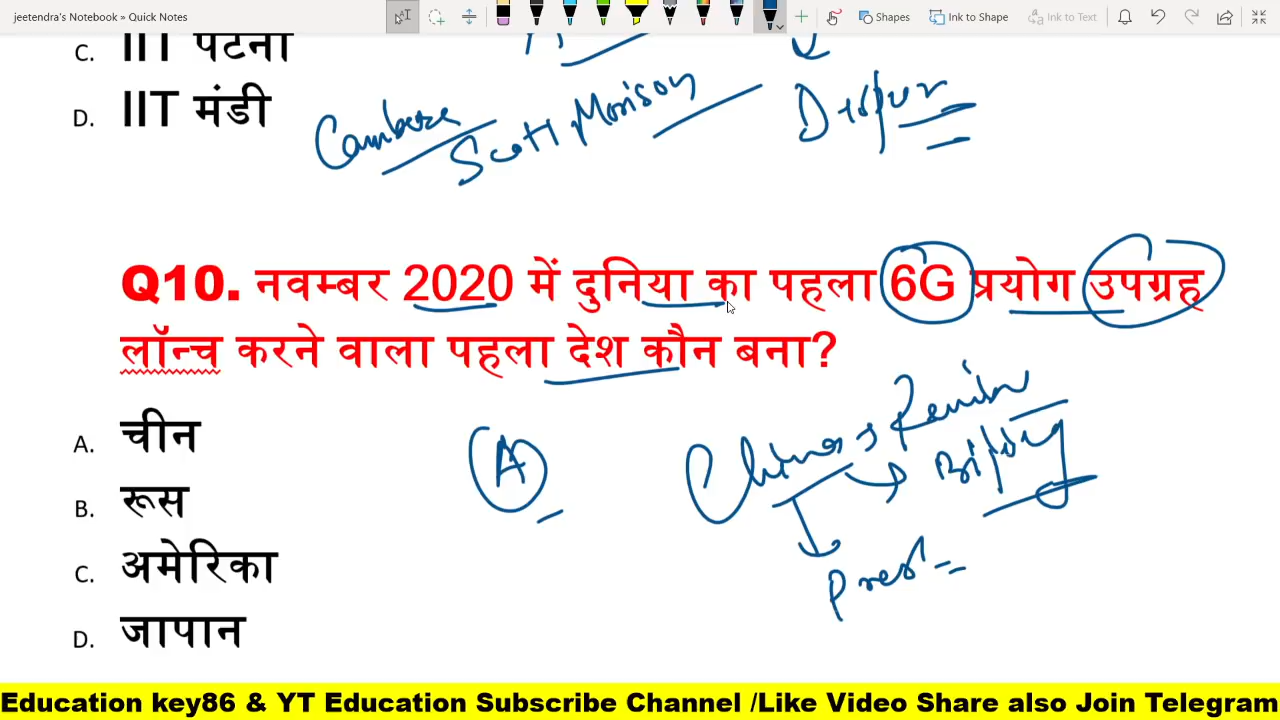 jeetendra's Notebook » Quick Notes
Shapes
Ink to Shape
Ink to Text
C. IIT पटना
D. IIT मंडी
Scott Morison
Q10. नवम्बर 2020 में दुनिया का पहला 6G प्रयोग उपग्रह
लॉन्च करने वाला पहला देश कौन बना?
A. चीन
B. रूस
C. अमेरिका
D. जापान
A
China
Education key86 & YT Education Subscribe Channel /Like Video Share also Join Telegram